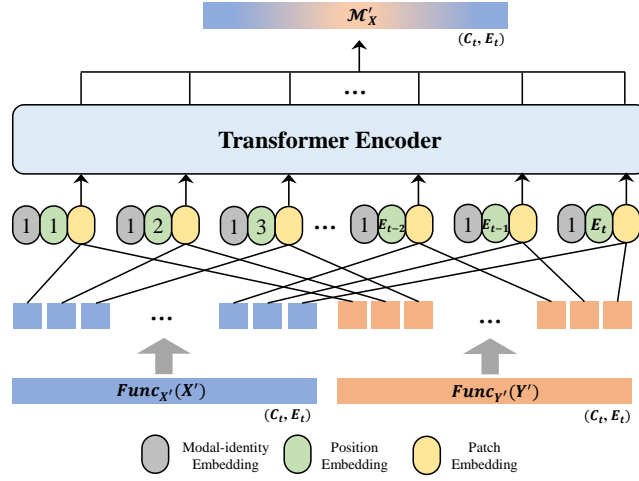 𝓜′_X
(C_t, E_t)
...
Transformer Encoder
1 1 1 2 1 3 ... 1 E_{t-2} 1 E_{t-1} 1 E_t
... ...
Func_{X′}(X′) Func_{Y′}(Y′)
(C_t, E_t) (C_t, E_t)
Modal-identity Position Patch
Embedding Embedding Embedding